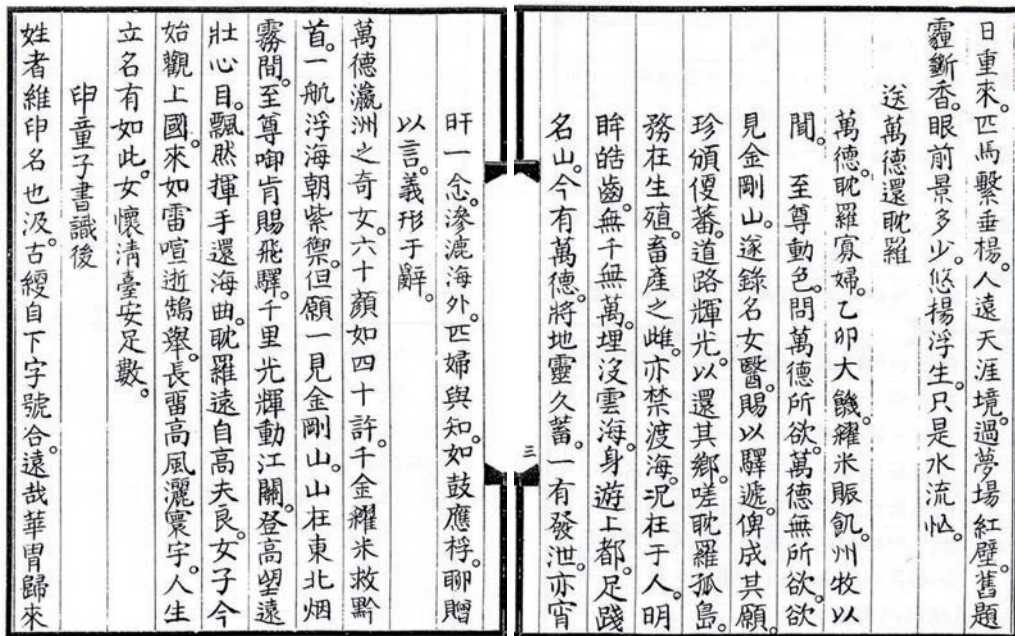 日重來。匹馬繫垂楊。人遠天涯境。過夢場紅壁舊題
霾斷香。眼前景多少。悠揚浮生。只是水流忙。
送萬德還耽羅
萬德。耽羅寡婦。乙卯大饑。糴米賑飢。州牧以
聞。 至尊動色。問萬德所欲。萬德無所欲。欲
見金剛山。遂錄名女醫。賜以驛遞。俾成其願。
珍頒優蕃。道路輝光。以還其鄉。嗟耽羅孤島。
務在生殖。畜產之雌。亦禁渡海。况在于人。明
眸皓齒。無千無萬。埋沒雲海。身遊上都。足踐
名山。今有萬德。將地靈久蓄。一有發泄。亦宵
三
旰一念。滲漉海外。匹婦與知。如鼓應桴。聊贈
以言。義形于辭。
萬德瀛洲之奇女。六十顏如四十許。千金糴米救黔
首。一航浮海朝紫禦。但願一見金剛山。山在東北烟
霧間。至尊啣肯賜飛驛。千里光輝動江關。登高望遠
壯心目。飄然揮手還海曲。耽羅遠自高夫良。女子今
始觀上國。來如雷喧逝鵠舉。長留高風灑寰宇。人生
立名有如此。女懷清臺安足數。
印童子書識後
姓者維印名也汲。古綬自下字號合。遠哉華胄歸來